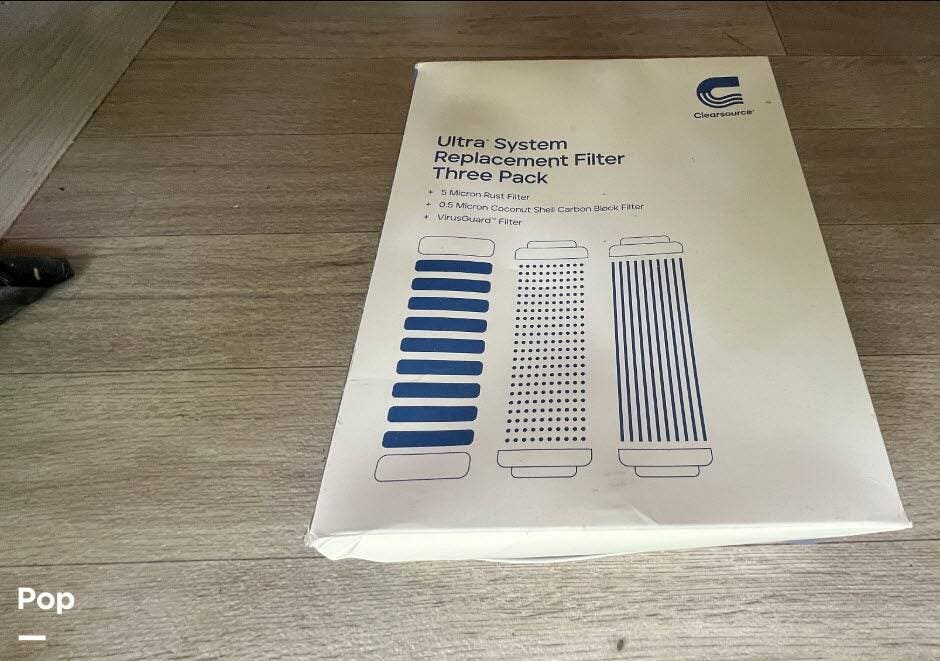 Clearsource®
Ultra® System
Replacement Filter
Three Pack
+ 5 Micron Rust Filter
+ 0.5 Micron Coconut Shell Carbon Block Filter
+ VirusGuard™ Filter
Pop